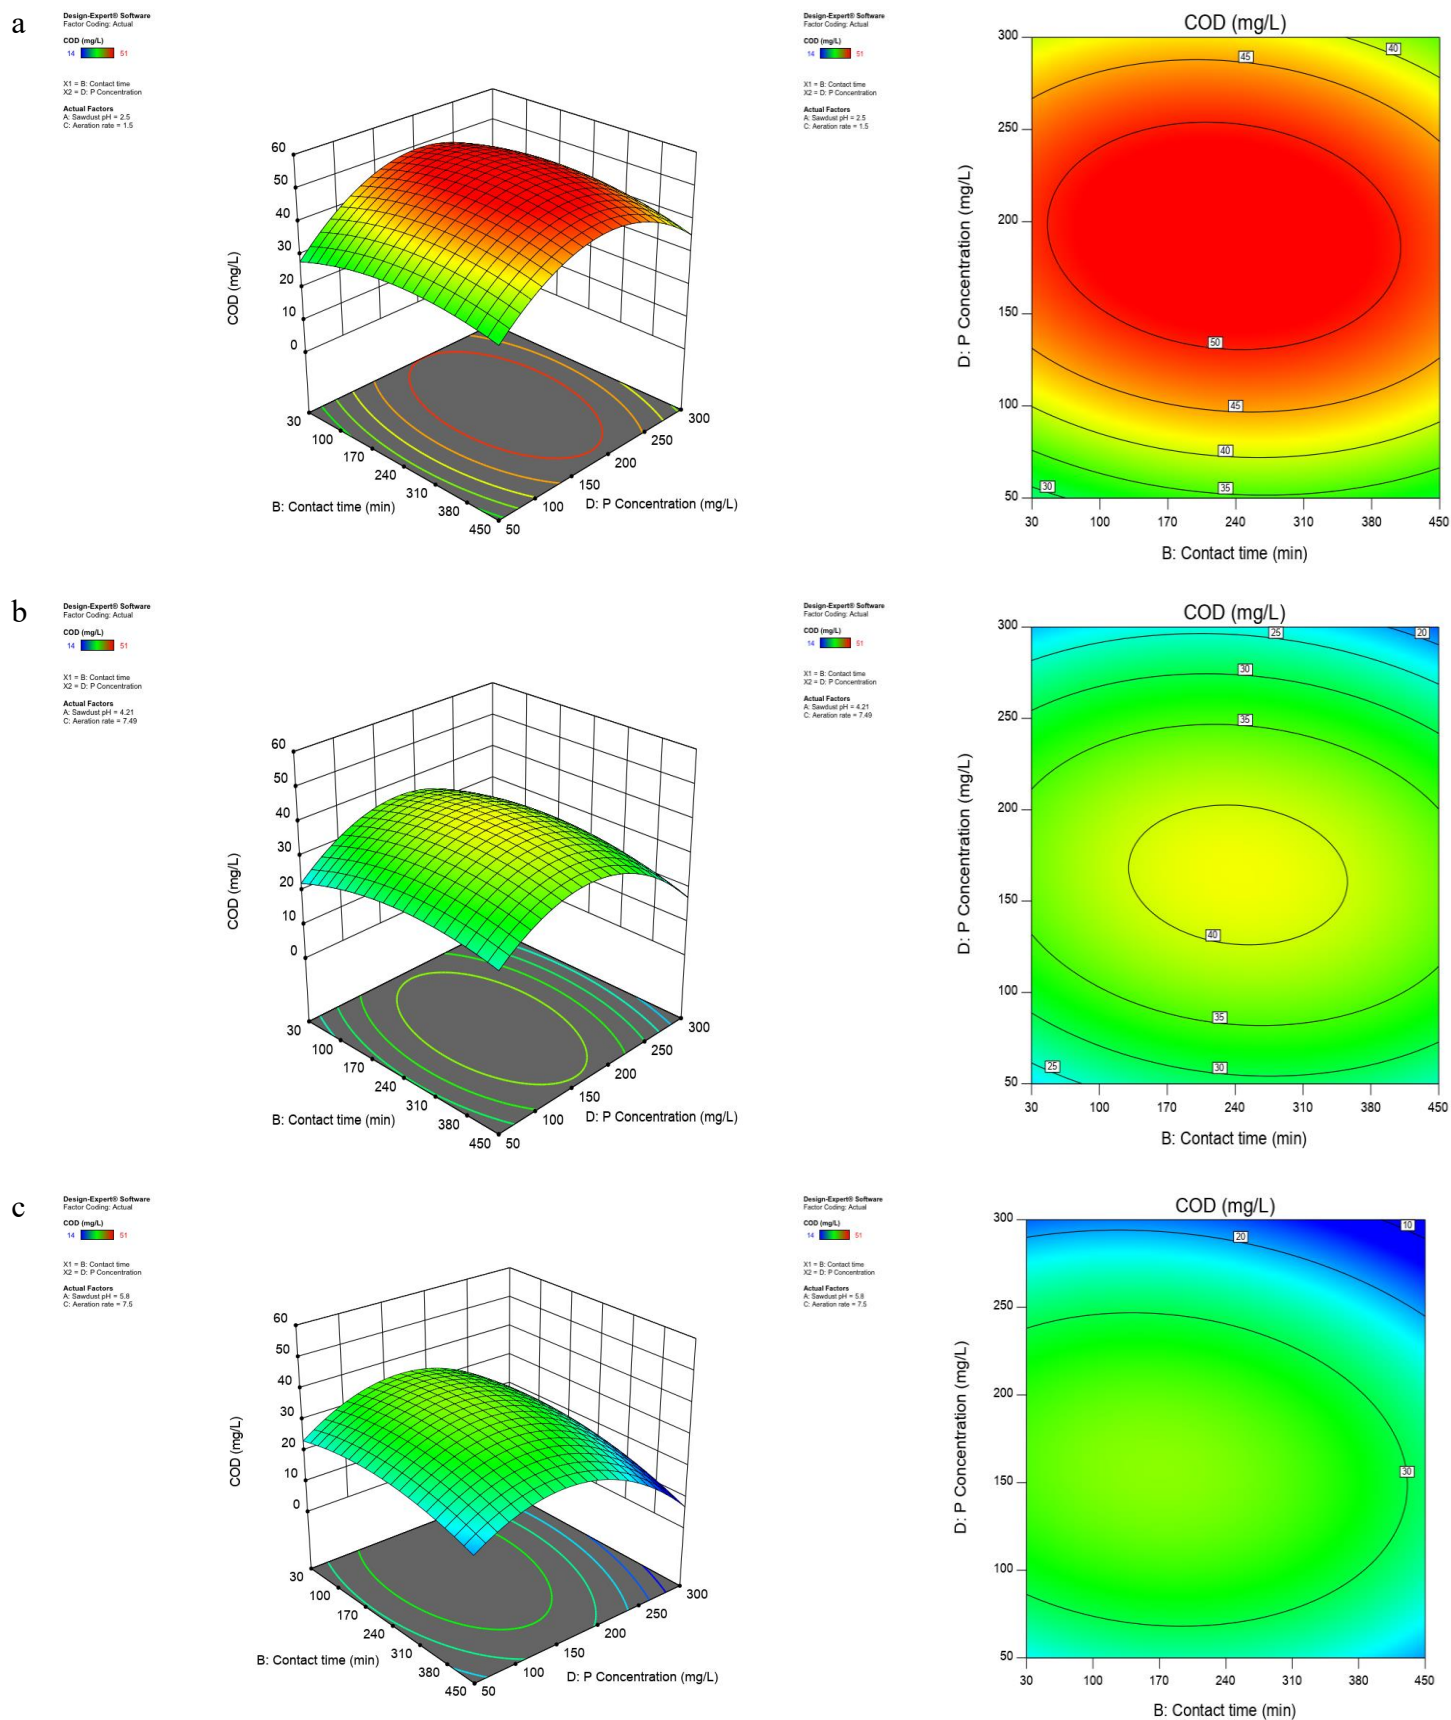 a
Design-Expert® Software
Factor Coding: Actual
COD (mg/L)
14 51
X1 = B: Contact time
X2 = D: P Concentration
Actual Factors
A: Sawdust pH = 2.5
C: Aeration rate = 1.5
60
50
40
30
20
10
0
COD (mg/L)
30
100
170
240
310
380
450
B: Contact time (min)
50
100
150
200
250
300
D: P Concentration (mg/L)
Design-Expert® Software
Factor Coding: Actual
COD (mg/L)
14 51
X1 = B: Contact time
X2 = D: P Concentration
Actual Factors
A: Sawdust pH = 2.5
C: Aeration rate = 1.5
COD (mg/L)
300
250
200
150
100
50
D: P Concentration (mg/L)
40
45
50
45
40
35
30
30 100 170 240 310 380 450
B: Contact time (min)
b
Design-Expert® Software
Factor Coding: Actual
COD (mg/L)
14 51
X1 = B: Contact time
X2 = D: P Concentration
Actual Factors
A: Sawdust pH = 4.21
C: Aeration rate = 7.49
60
50
40
30
20
10
0
COD (mg/L)
30
100
170
240
310
380
450
B: Contact time (min)
50
100
150
200
250
300
D: P Concentration (mg/L)
Design-Expert® Software
Factor Coding: Actual
COD (mg/L)
14 51
X1 = B: Contact time
X2 = D: P Concentration
Actual Factors
A: Sawdust pH = 4.21
C: Aeration rate = 7.49
COD (mg/L)
300
250
200
150
100
50
D: P Concentration (mg/L)
25
20
30
35
40
35
30
25
30 100 170 240 310 380 450
B: Contact time (min)
c
Design-Expert® Software
Factor Coding: Actual
COD (mg/L)
14 51
X1 = B: Contact time
X2 = D: P Concentration
Actual Factors
A: Sawdust pH = 5.8
C: Aeration rate = 7.5
60
50
40
30
20
10
0
COD (mg/L)
30
100
170
240
310
380
450
B: Contact time (min)
50
100
150
200
250
300
D: P Concentration (mg/L)
Design-Expert® Software
Factor Coding: Actual
COD (mg/L)
14 51
X1 = B: Contact time
X2 = D: P Concentration
Actual Factors
A: Sawdust pH = 5.8
C: Aeration rate = 7.5
COD (mg/L)
300
250
200
150
100
50
D: P Concentration (mg/L)
10
20
30
30 100 170 240 310 380 450
B: Contact time (min)